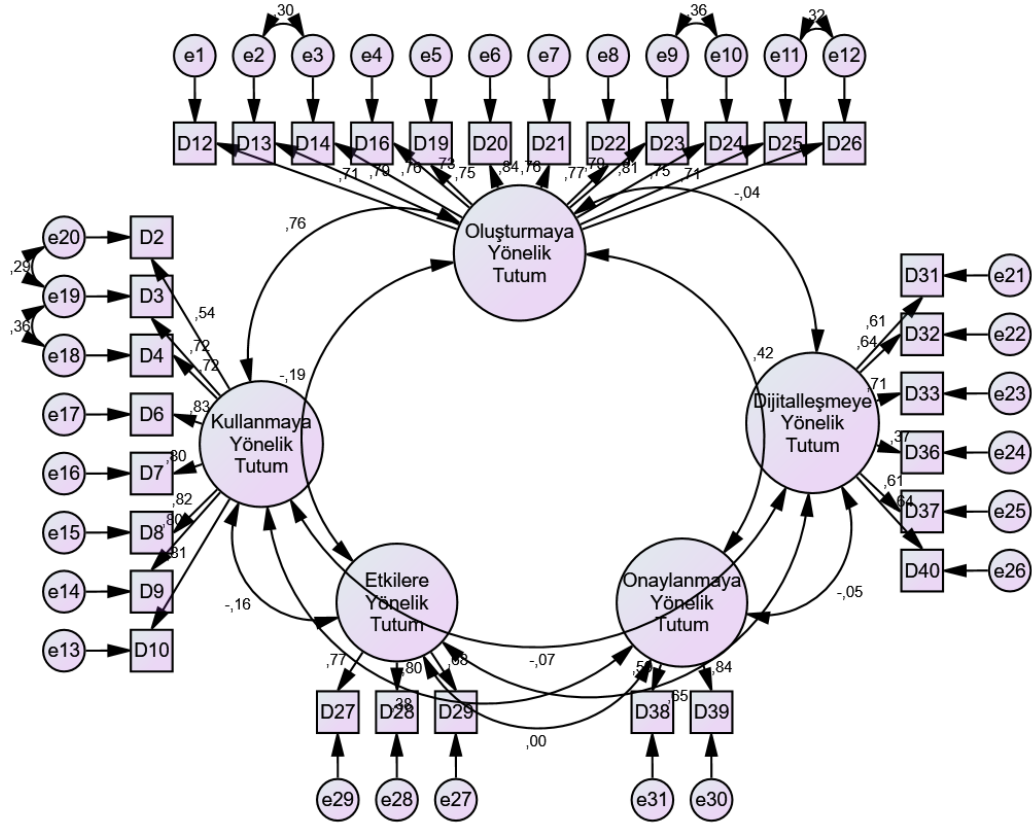 ,30
,36
,32
e1 e2 e3 e4 e5 e6 e7 e8 e9 e10 e11 e12
D12 D13 D14 D16 D19 D20 D21 D22 D23 D24 D25 D26
,71 ,79 ,76 ,73 ,75 ,84 ,76 ,77 ,79 ,81 ,75 ,71
-,04
,76
Oluşturmaya
Yönelik
Tutum
e20 D2
,29
e19 D3
,36
e18 D4
e17 D6
e16 D7
e15 D8
e14 D9
e13 D10
,54
,72
,72
,83
,80
,82
,80
,81
Kullanmaya
Yönelik
Tutum
-,19
,42
D31 e21
D32 e22
D33 e23
D36 e24
D37 e25
D40 e26
,61
,64
,71
,37
,61
,64
Dijitalleşmeye
Yönelik
Tutum
-,16
-,05
Etkilere
Yönelik
Tutum
Onaylanmaya
Yönelik
Tutum
-,07
,77 ,80 ,68
,84
,65
,38
D27 D28 D29
D38 D39
,00
e29 e28 e27
e31 e30